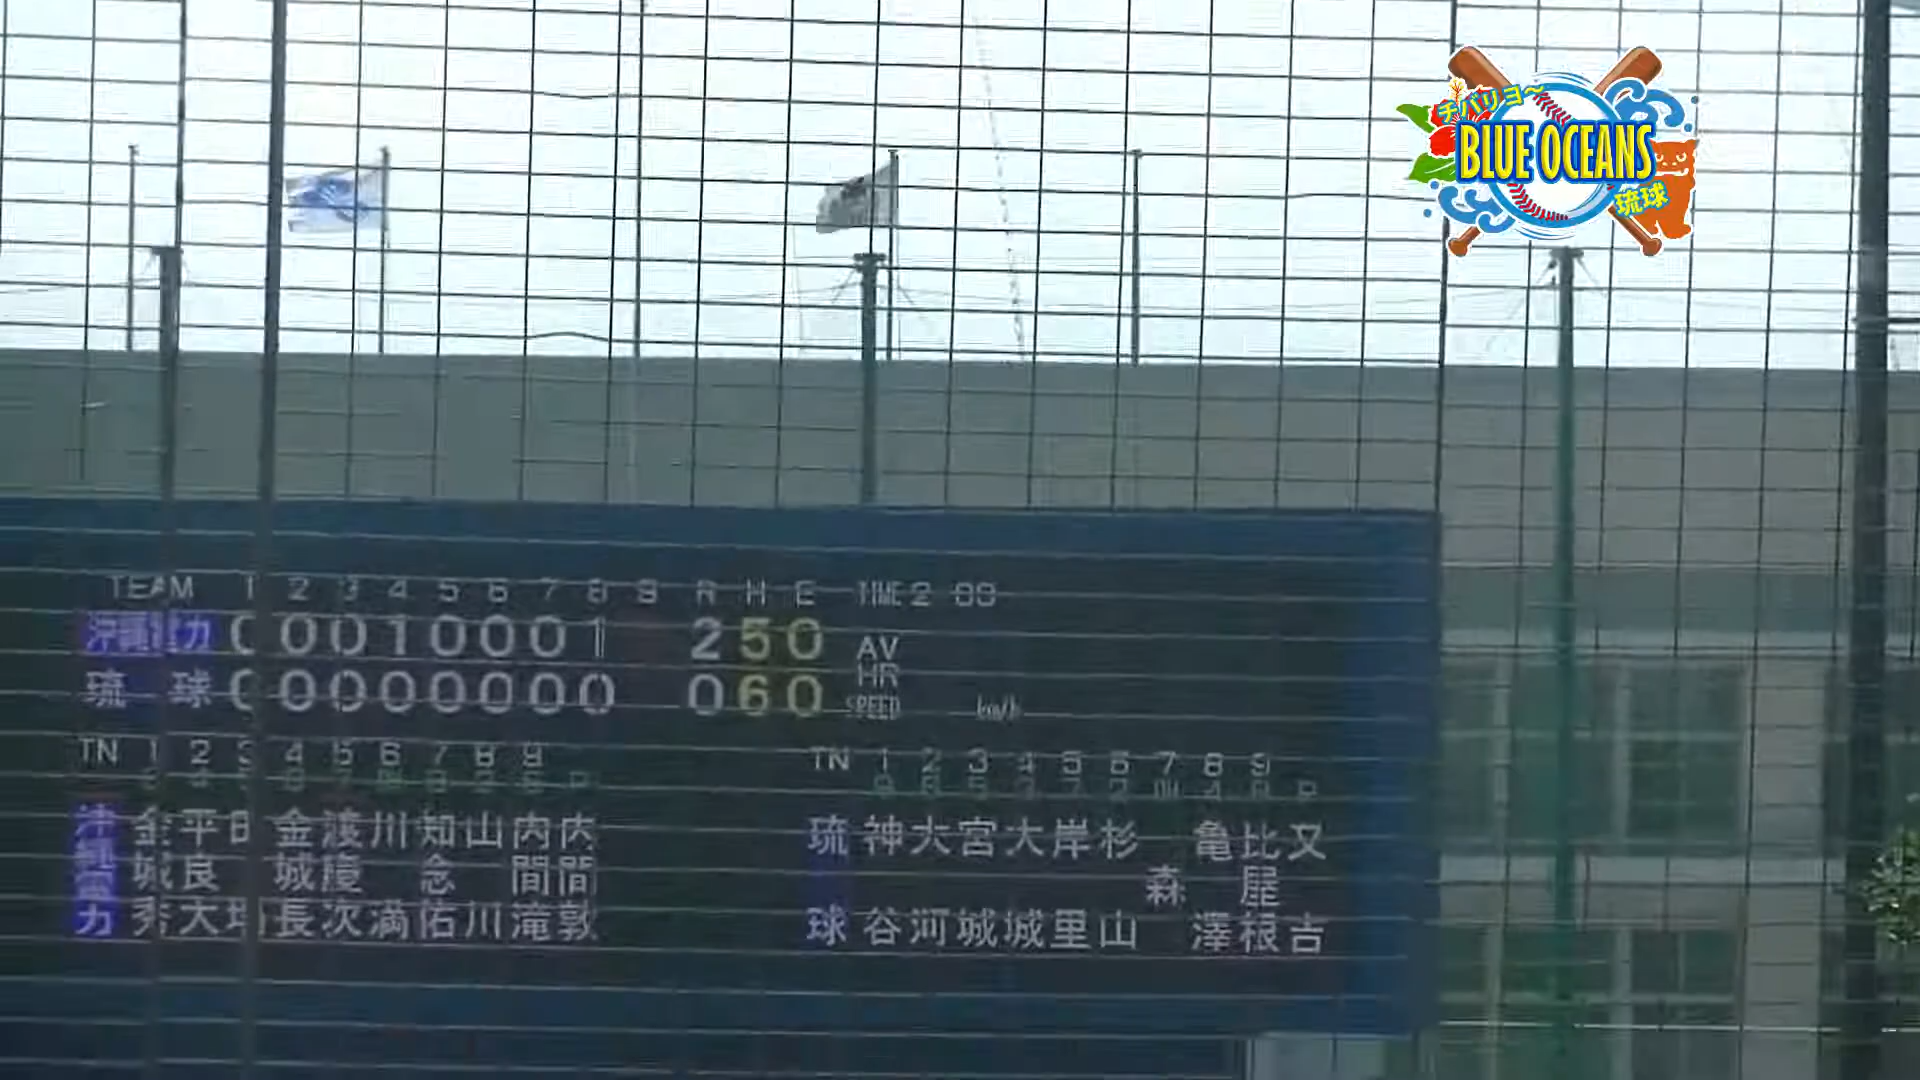 チバリヨ～
BLUE OCEANS
琉球
TEAM 1 2 3 4 5 6 7 8 9 R H E TIME 2
沖縄電力 0 0 0 1 0 0 0 1 2 5 0 AV
HR
琉球 0 0 0 0 0 0 0 0 0 6 0 SPEED km/h
TN 1 2 3 4 5 6 7 8 9
沖縄電力 金城秀 平良大 金城長 渡慶次 川満 知念佑 山川 内間滝 内間敦
TN 1 2 3 4 5 6 7 8 9
琉球 神谷 大河 宮城 大城 岸里 杉山 森 亀澤 比屋根 又吉